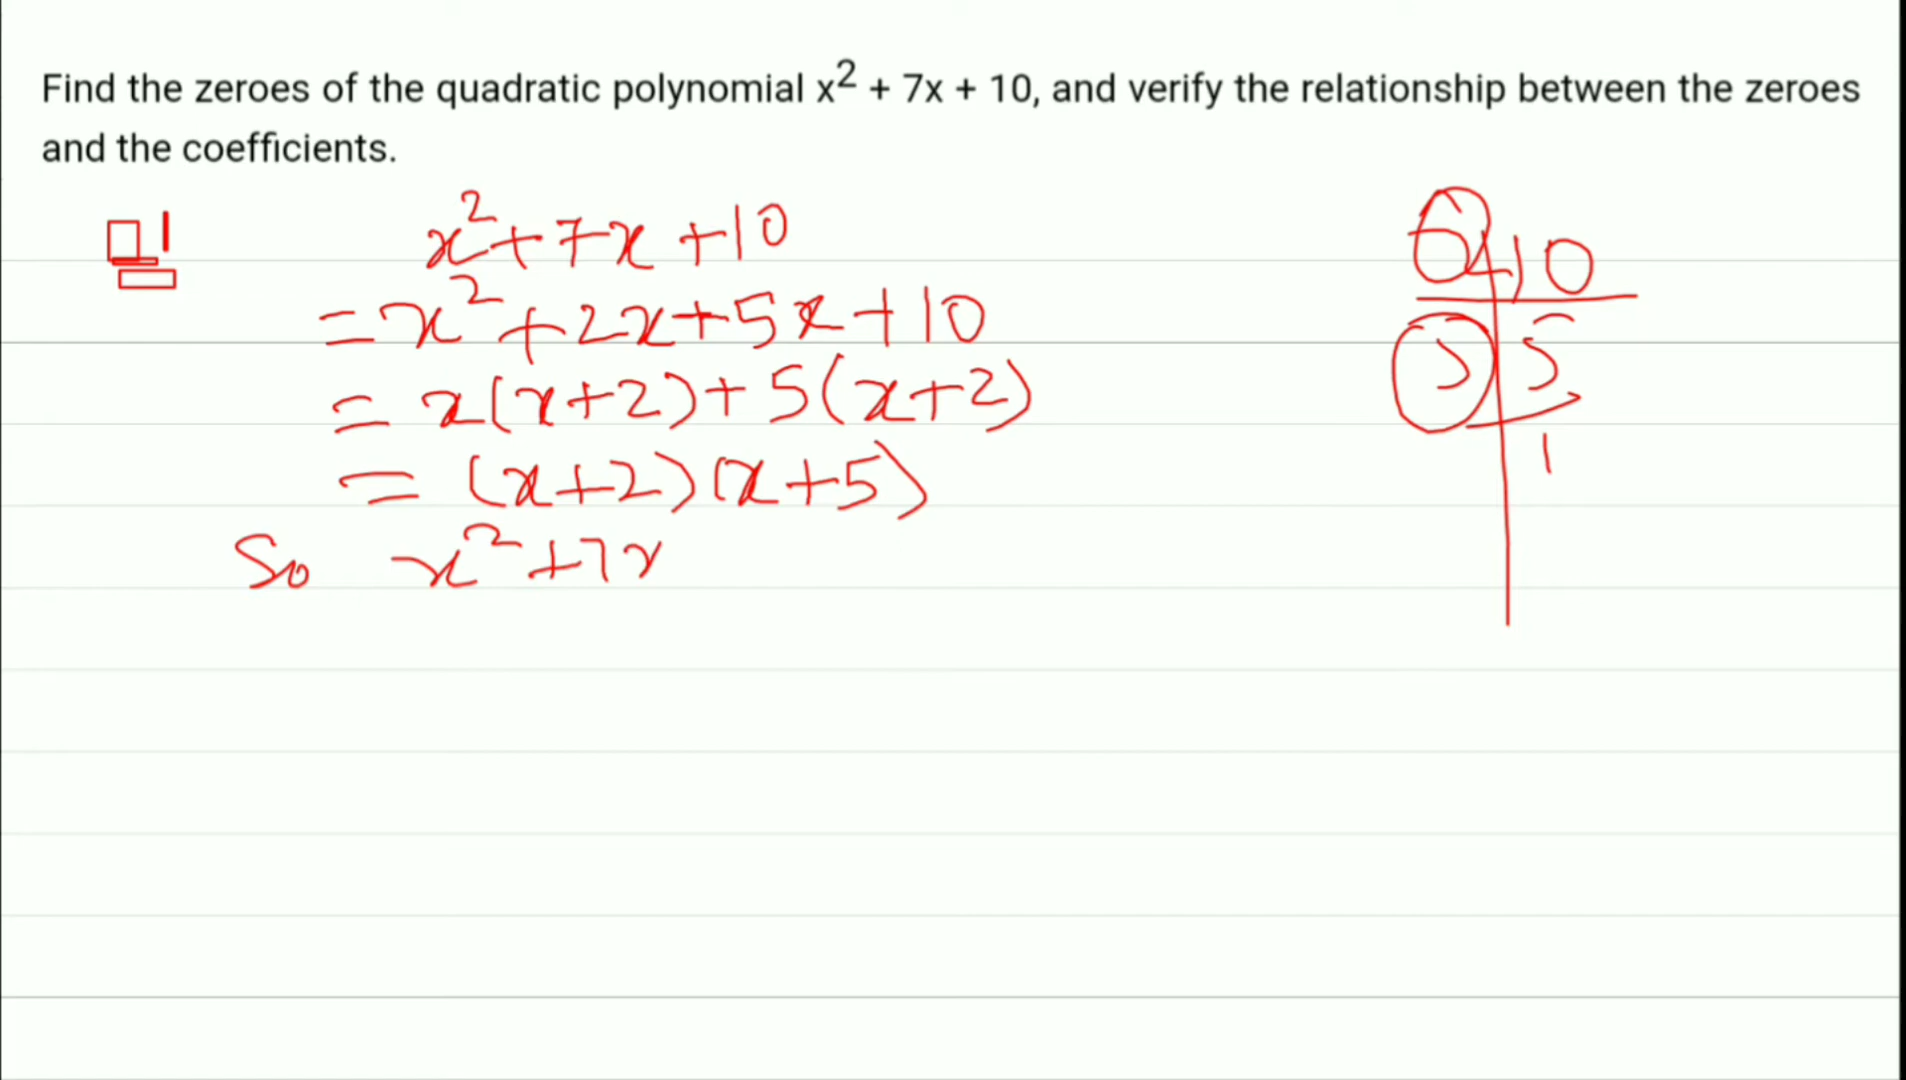 Find the zeroes of the quadratic polynomial x² + 7x + 10, and verify the relationship between the zeroes
and the coefficients.
x² + 7x + 10
= x² + 2x + 5x + 10
= x(x+2) + 5(x+2)
= (x+2)(x+5)
So x² + 7x
10
5 5
1